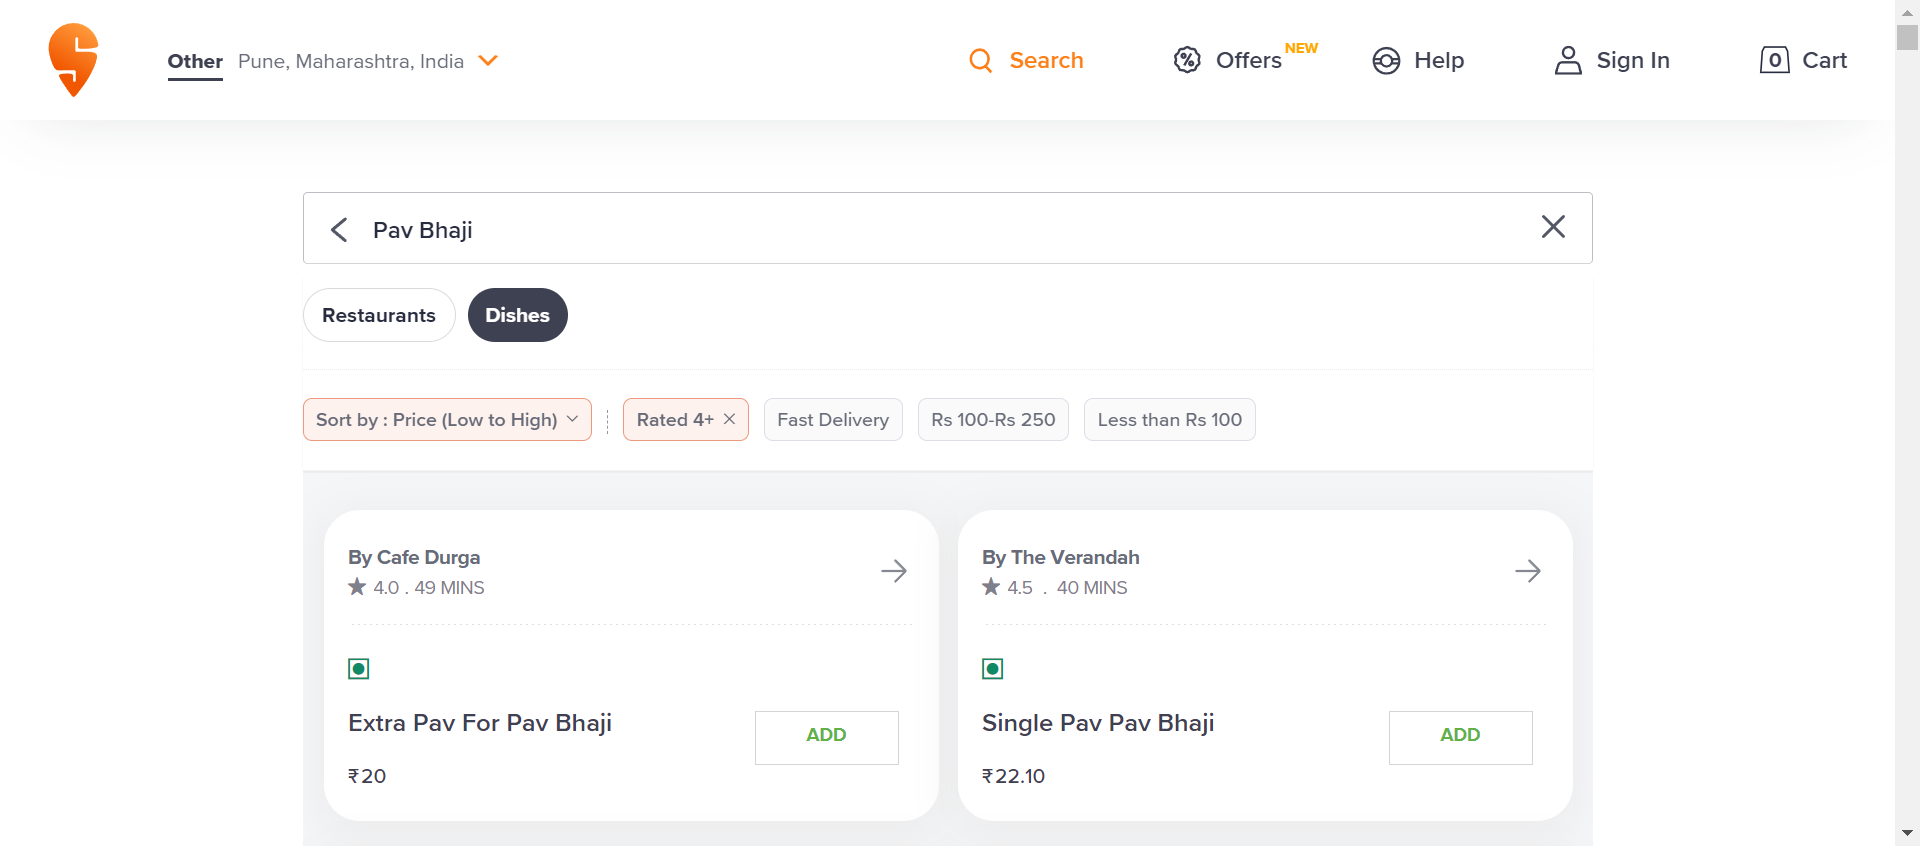 Other Pune, Maharashtra, India Search Offers NEW Help Sign In 0 Cart
Pav Bhaji
Restaurants Dishes
Sort by : Price (Low to High) Rated 4+ Fast Delivery Rs 100-Rs 250 Less than Rs 100
By Cafe Durga
4.0 . 49 MINS
Extra Pav For Pav Bhaji
ADD
₹20
By The Verandah
4.5 . 40 MINS
Single Pav Pav Bhaji
ADD
₹22.10